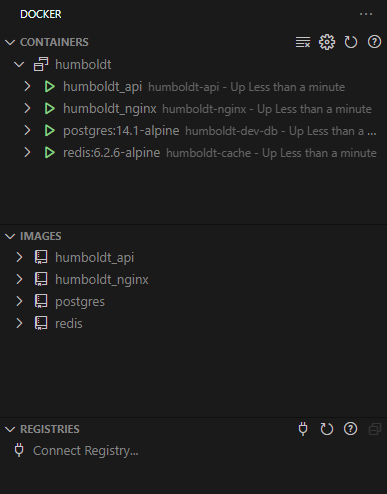 DOCKER
CONTAINERS
humboldt
humboldt_api humboldt-api - Up Less than a minute
humboldt_nginx humboldt-nginx - Up Less than a minute
postgres:14.1-alpine humboldt-dev-db - Up Less than a ...
redis:6.2.6-alpine humboldt-cache - Up Less than a minute
IMAGES
humboldt_api
humboldt_nginx
postgres
redis
REGISTRIES
Connect Registry...